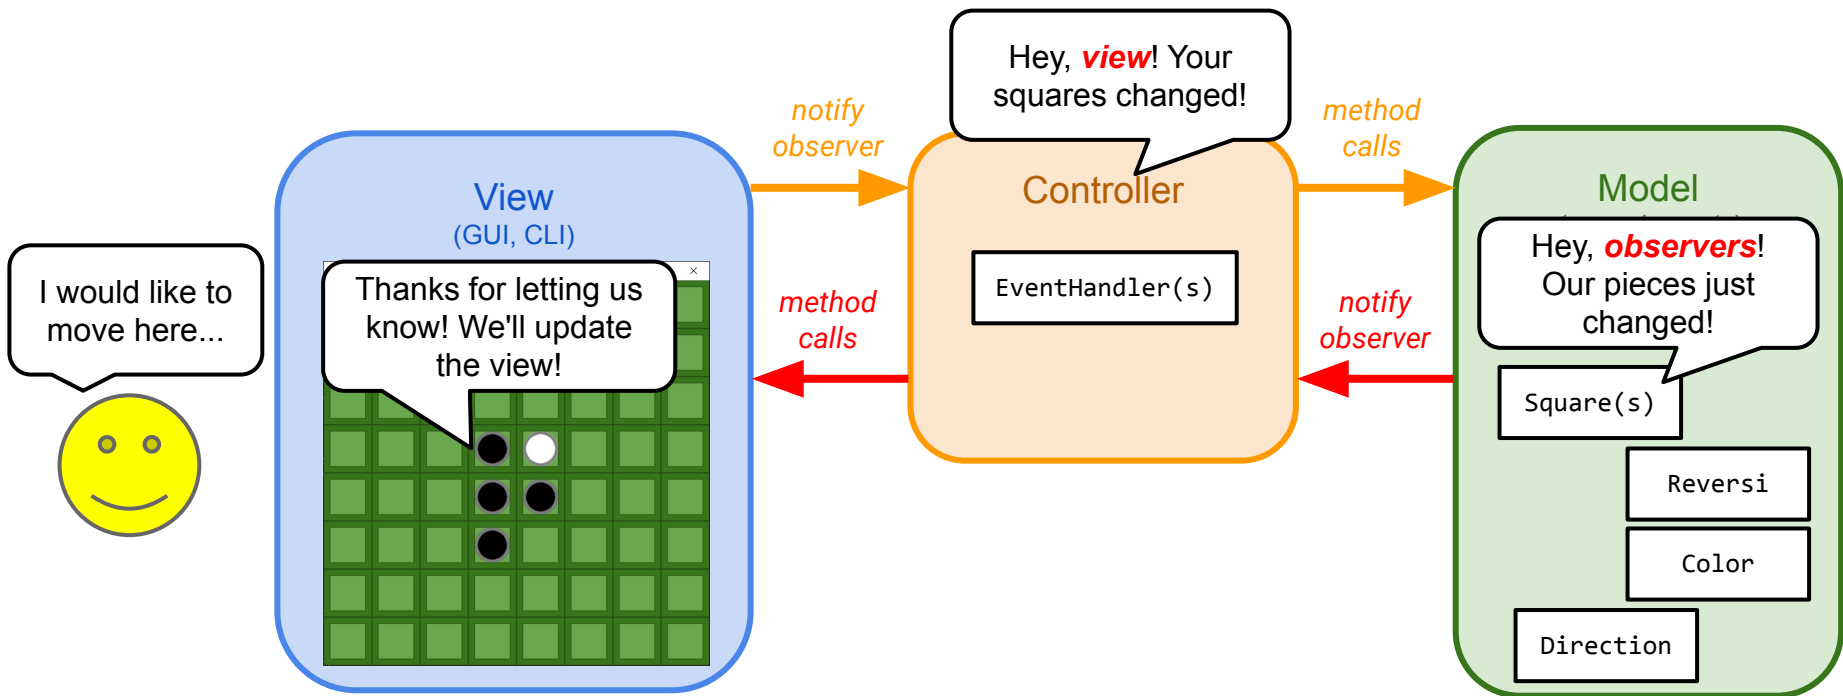 I would like to
move here...
View
(GUI, CLI)
×
Thanks for letting us
know! We'll update
the view!
notify
observer
method
calls
Hey, view! Your
squares changed!
Controller
EventHandler(s)
method
calls
notify
observer
Model
Hey, observers!
Our pieces just
changed!
Square(s)
Reversi
Color
Direction